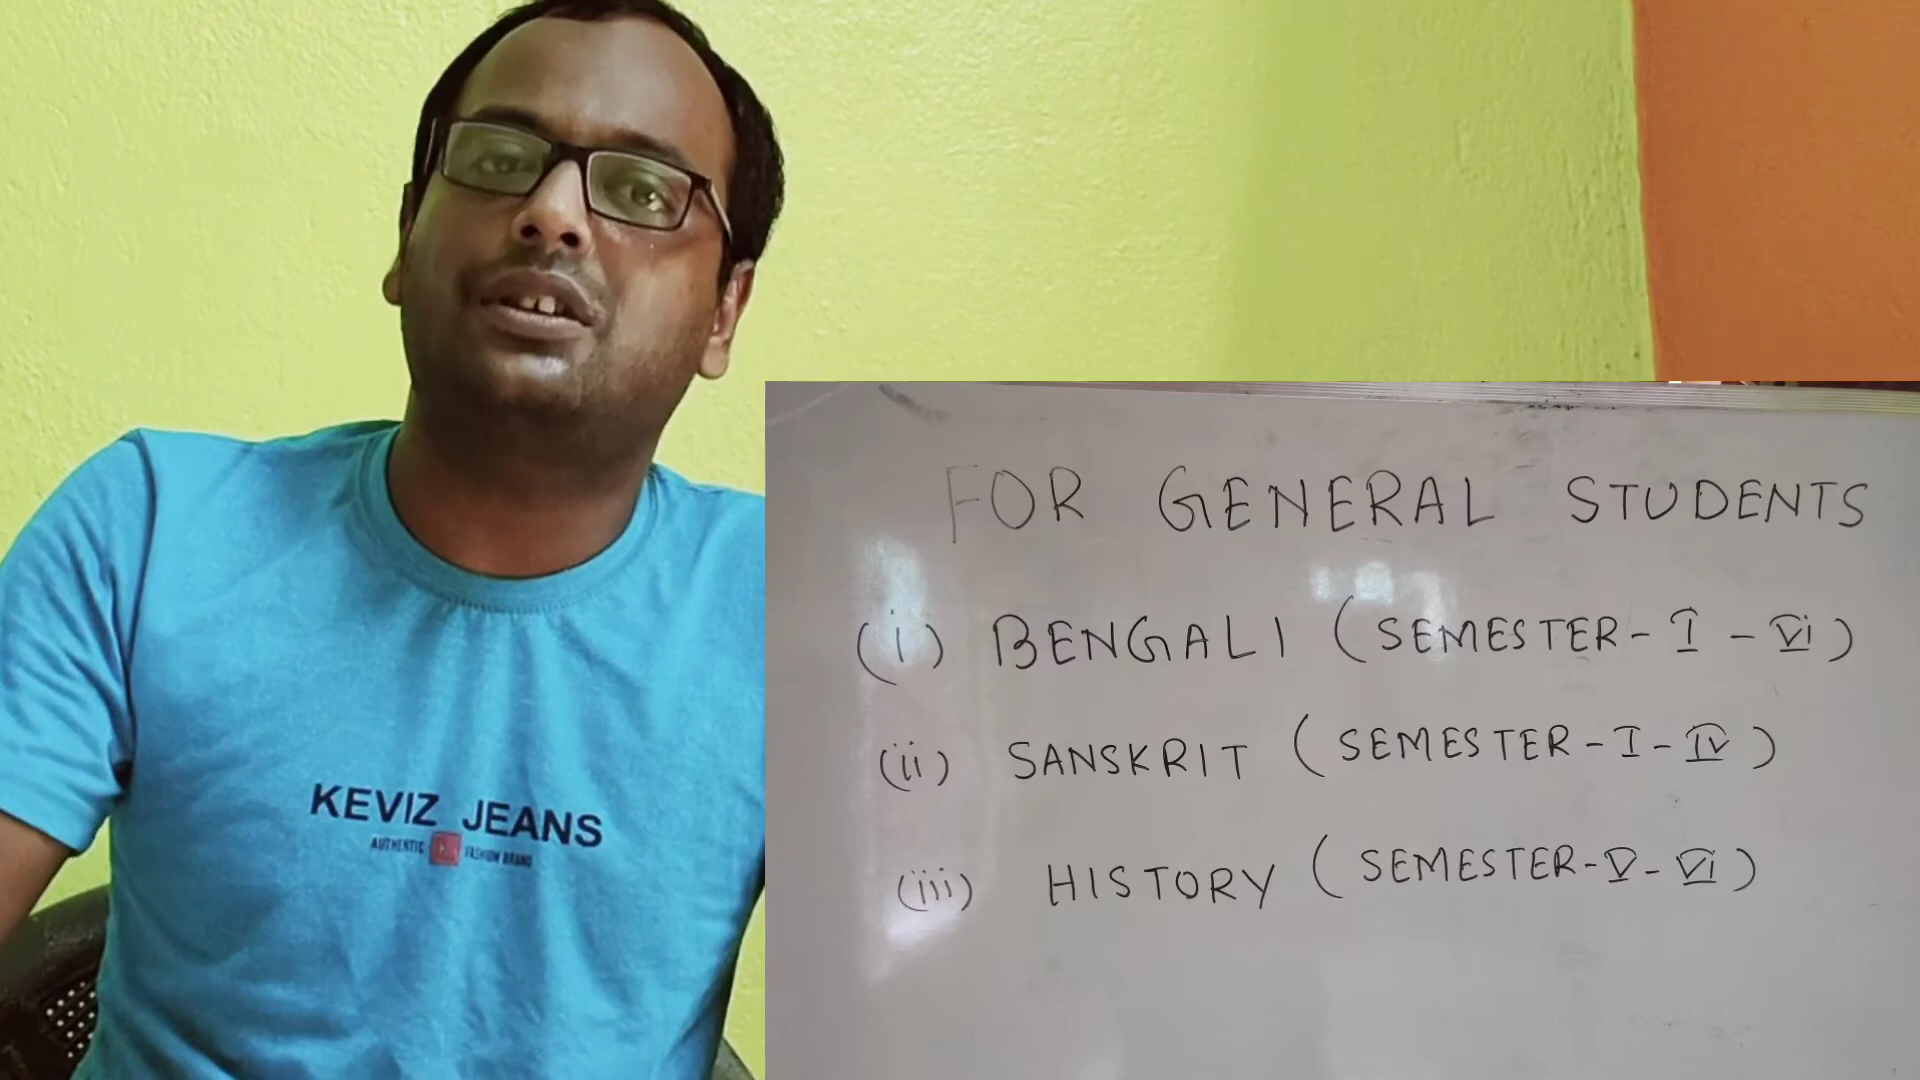 KEVIZ JEANS
AUTHENTIC FASHION BRAND
FOR GENERAL STUDENTS
(i) BENGALI (SEMESTER-I-VI)
(ii) SANSKRIT (SEMESTER-I-IV)
(iii) HISTORY (SEMESTER-V-VI)